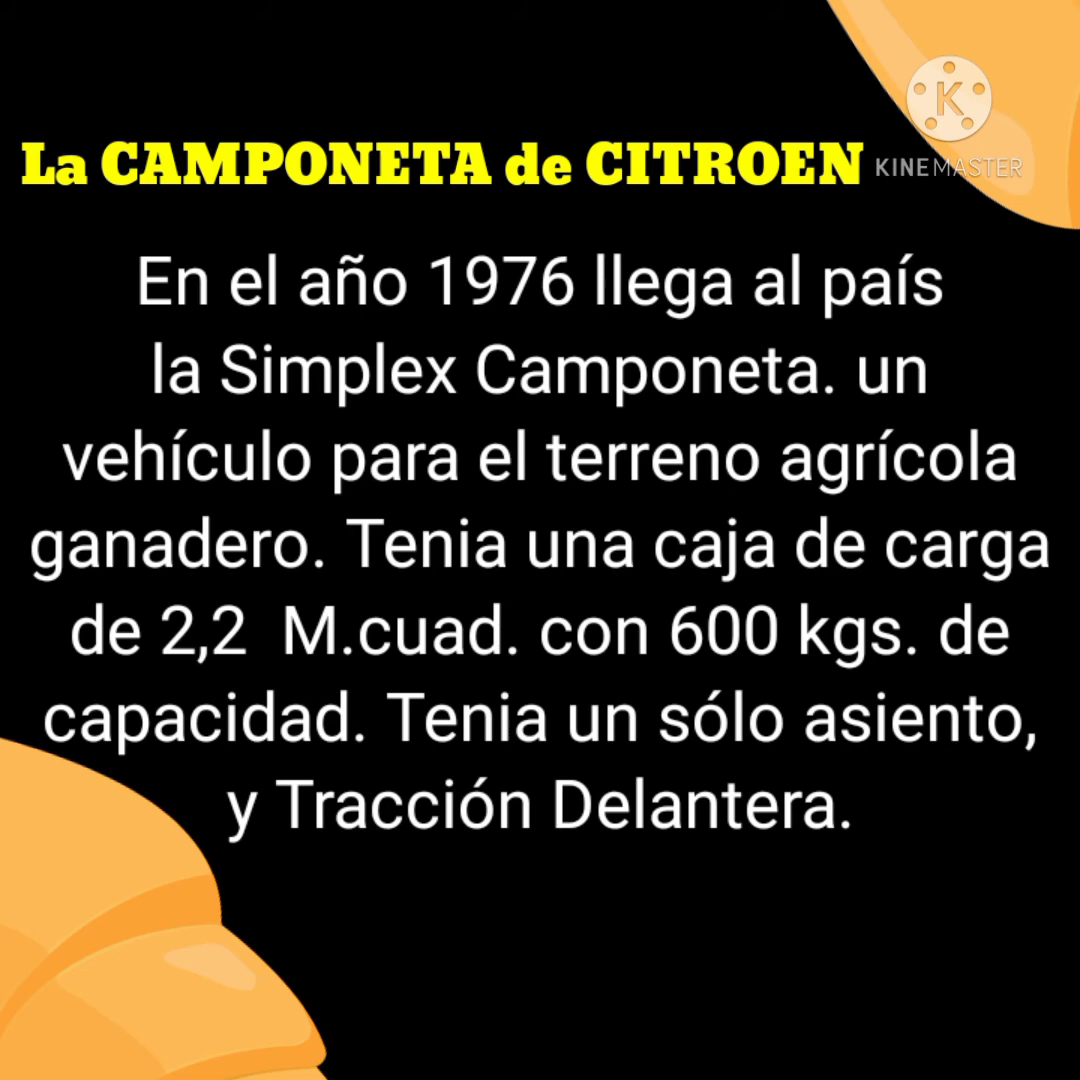 La CAMPONETA de CITROEN
K
KINEMASTER
En el año 1976 llega al país
la Simplex Camponeta. un
vehículo para el terreno agrícola
ganadero. Tenia una caja de carga
de 2,2  M.cuad. con 600 kgs. de
capacidad. Tenia un sólo asiento,
y Tracción Delantera.